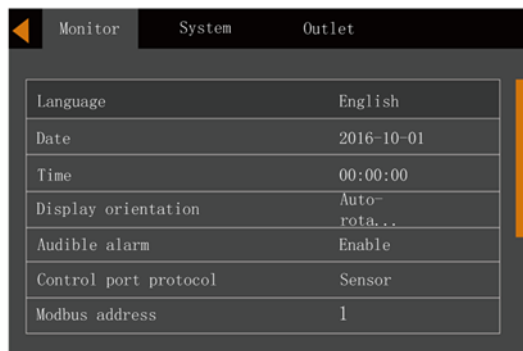 Monitor System Outlet
Language English
Date 2016-10-01
Time 00:00:00
Display orientation Auto-
rota...
Audible alarm Enable
Control port protocol Sensor
Modbus address 1